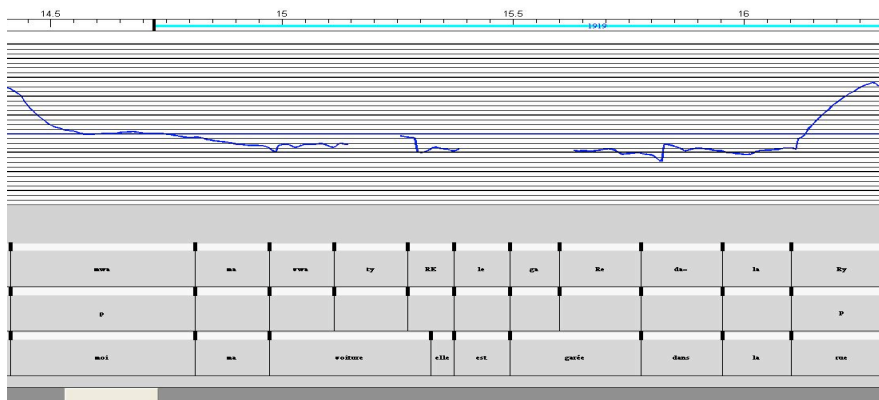 14.5 15 15.5 16
1919
mwa ma vwa ty RE le ga Re da~ la Ry
P P
moi ma voiture elle est garée dans la rue